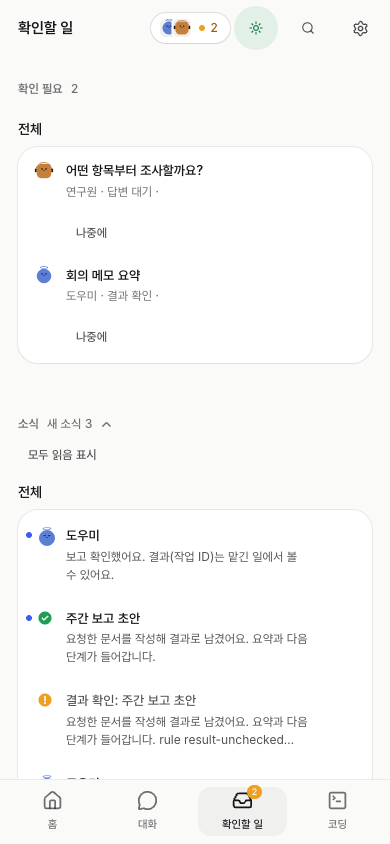 확인할 일
2
확인 필요 2
전체
어떤 항목부터 조사할까요?
연구원 · 답변 대기 ·
나중에
회의 메모 요약
도우미 · 결과 확인 ·
나중에
소식 새 소식 3
모두 읽음 표시
전체
도우미
보고 확인했어요. 결과(작업 ID)는 맡긴 일에서 볼
수 있어요.
주간 보고 초안
요청한 문서를 작성해 결과로 남겼어요. 요약과 다음
단계가 들어갑니다.
결과 확인: 주간 보고 초안
요청한 문서를 작성해 결과로 남겼어요. 요약과 다음
단계가 들어갑니다. rule result-unchecked...
2
홈
대화
확인할 일
코딩